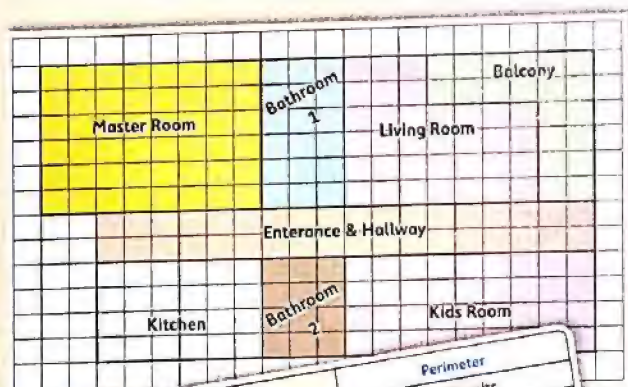 Balcony
Bathroom
1
Master Room
Living Room
Enterance & Hallway
Bathroom
2
Kitchen
Kids Room
Perimeter